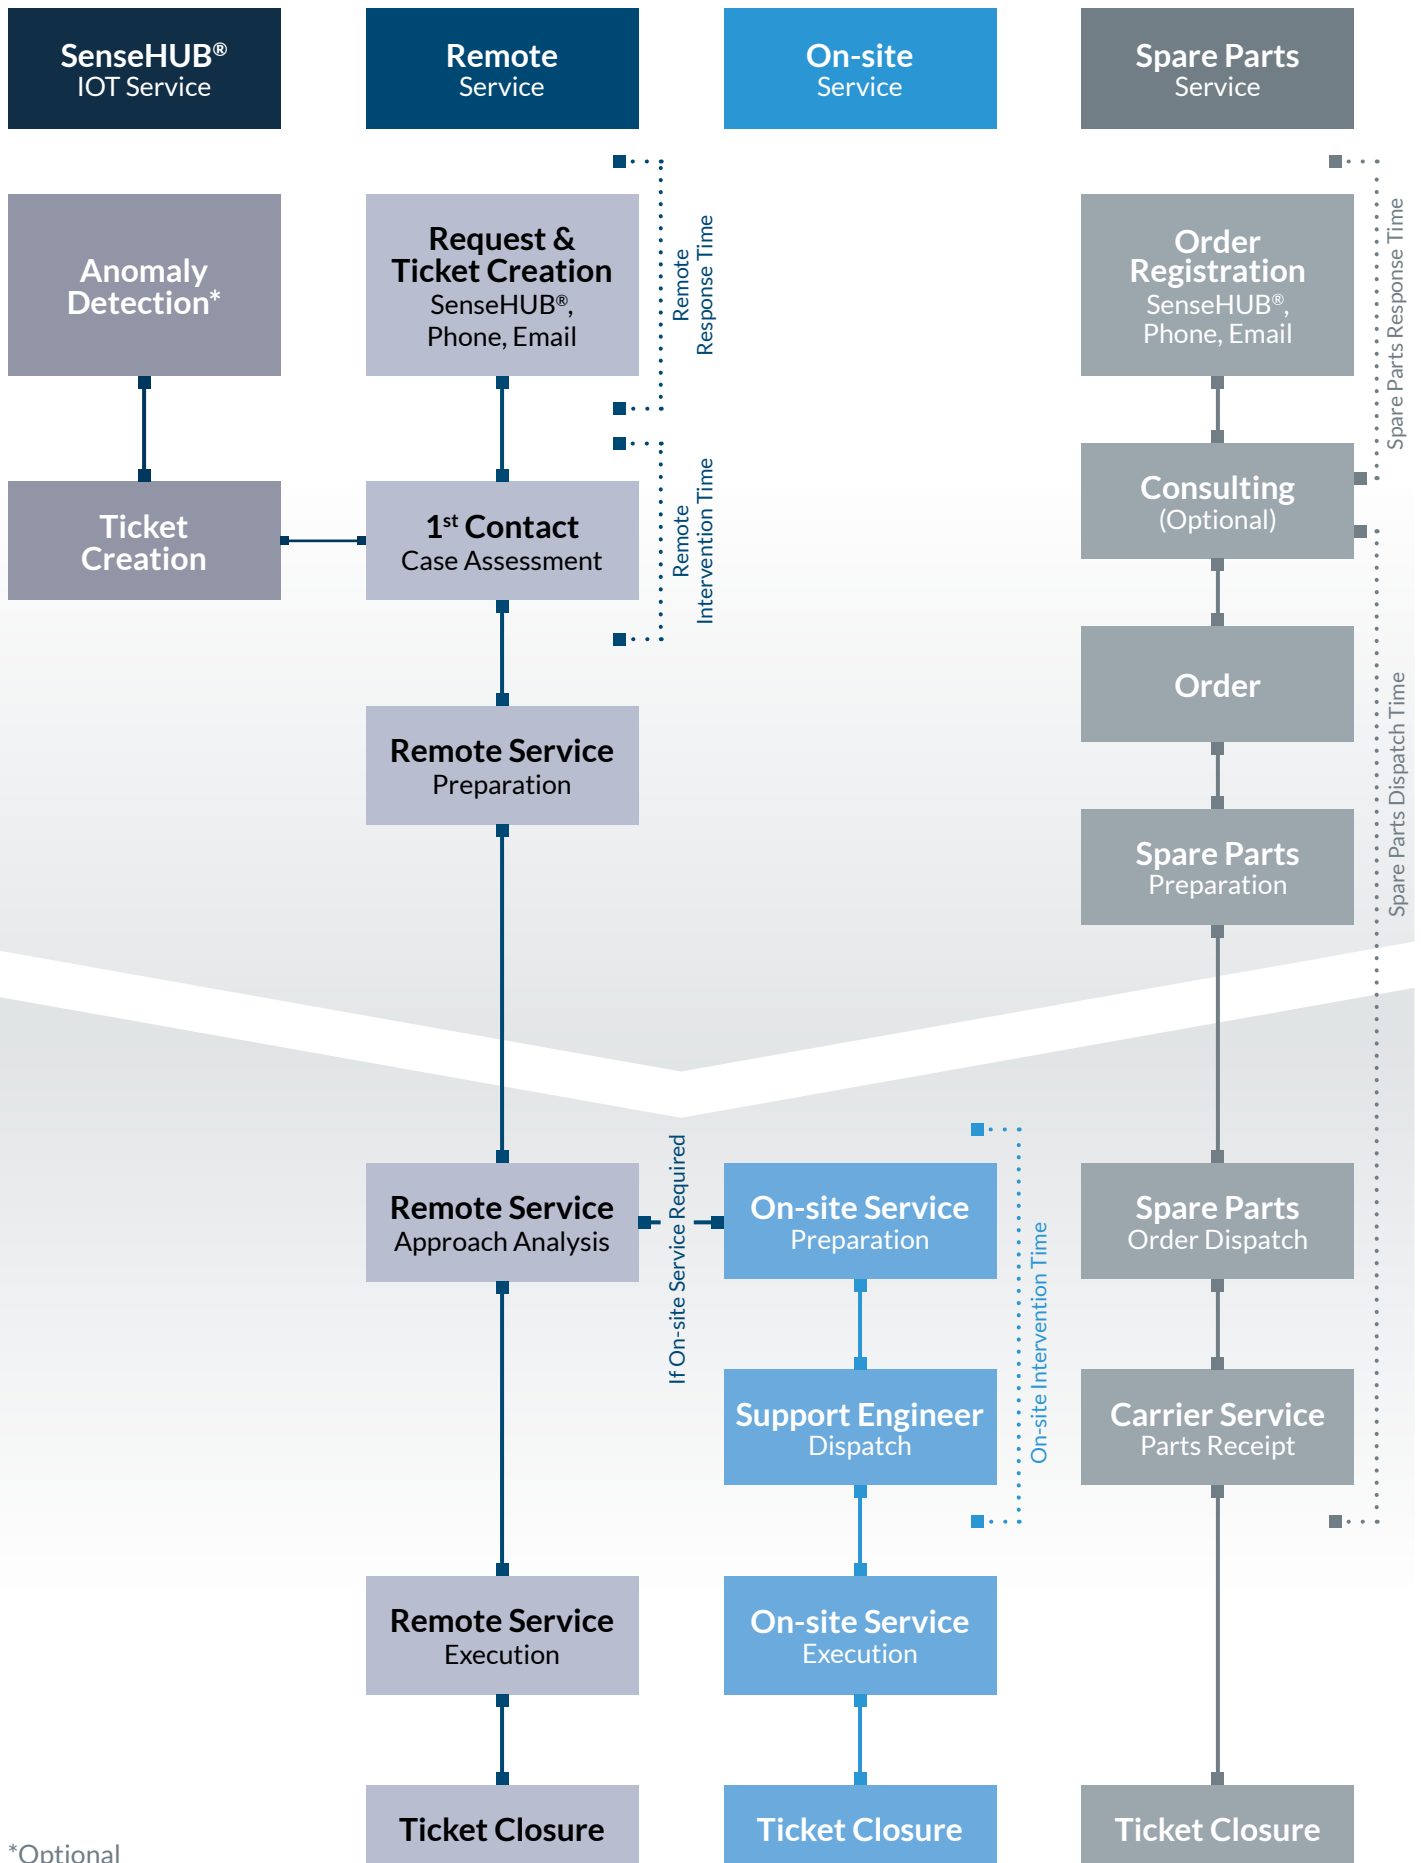 SenseHUB®
IOT Service
Remote
Service
On-site
Service
Spare Parts
Service
Anomaly
Detection*
Ticket
Creation
Request &
Ticket Creation
SenseHUB®,
Phone, Email
Remote
Response Time
1st Contact
Case Assessment
Remote
Intervention Time
Remote Service
Preparation
Order
Registration
SenseHUB®,
Phone, Email
Spare Parts Response Time
Consulting
(Optional)
Order
Spare Parts
Preparation
Spare Parts Dispatch Time
Remote Service
Approach Analysis
If On-site Service Required
On-site Service
Preparation
On-site Intervention Time
Spare Parts
Order Dispatch
Support Engineer
Dispatch
Carrier Service
Parts Receipt
Remote Service
Execution
On-site Service
Execution
Ticket Closure
Ticket Closure
Ticket Closure
*Optional